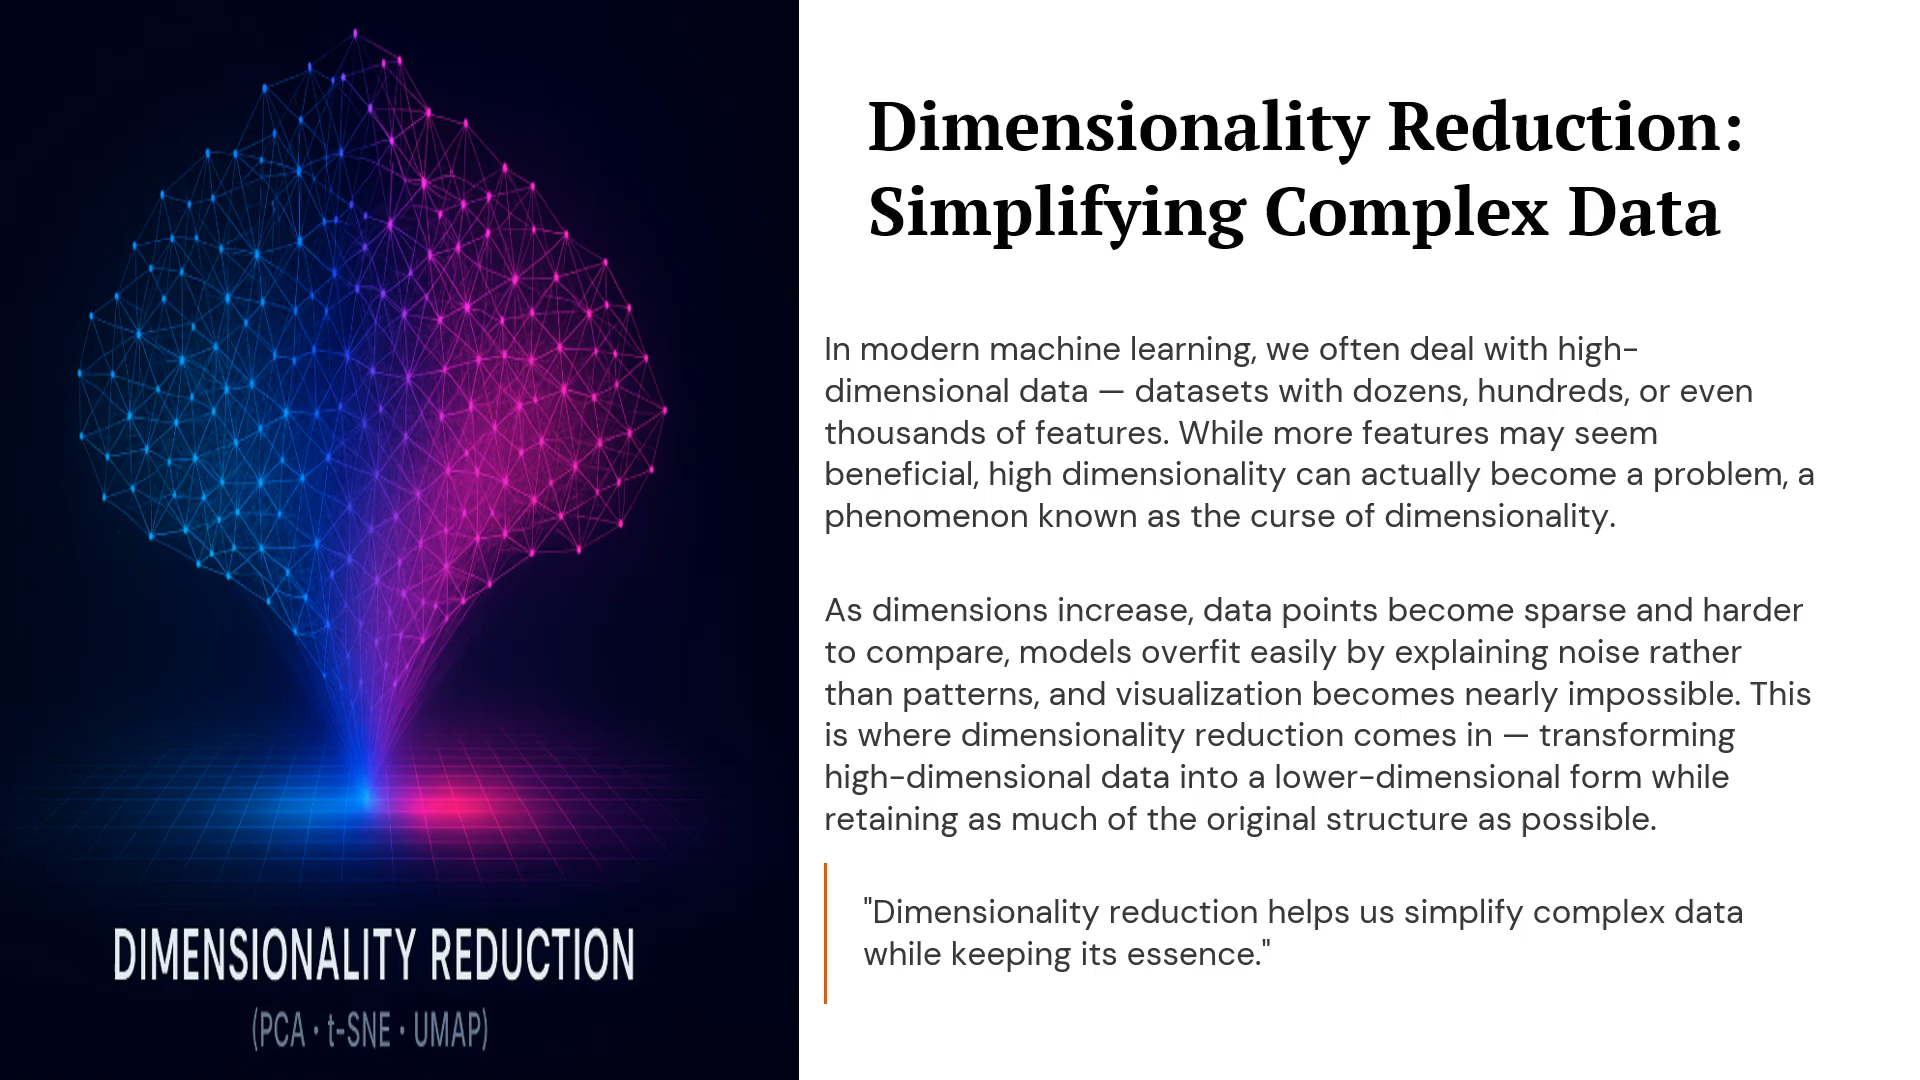 DIMENSIONALITY REDUCTION
(PCA · t-SNE · UMAP)
Dimensionality Reduction:
Simplifying Complex Data
In modern machine learning, we often deal with high-
dimensional data — datasets with dozens, hundreds, or even
thousands of features. While more features may seem
beneficial, high dimensionality can actually become a problem, a
phenomenon known as the curse of dimensionality.
As dimensions increase, data points become sparse and harder
to compare, models overfit easily by explaining noise rather
than patterns, and visualization becomes nearly impossible. This
is where dimensionality reduction comes in — transforming
high-dimensional data into a lower-dimensional form while
retaining as much of the original structure as possible.
"Dimensionality reduction helps us simplify complex data
while keeping its essence."